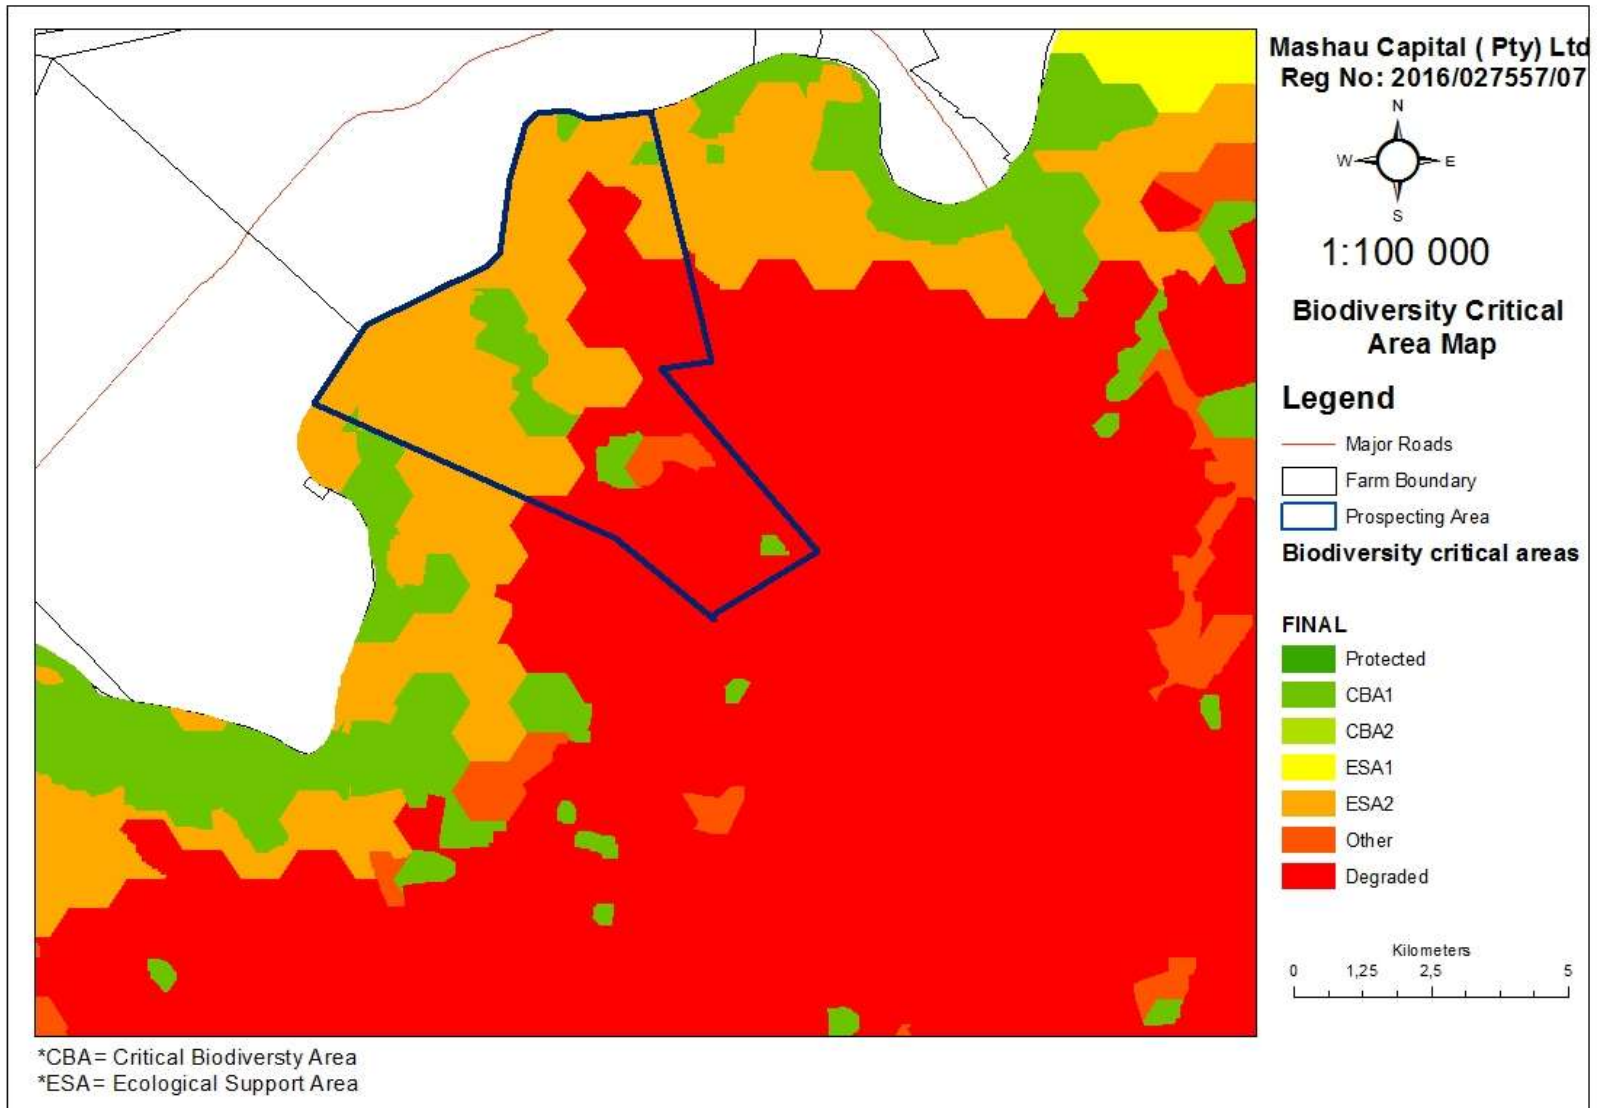 Mashau Capital ( Pty) Ltd
Reg No: 2016/027557/07
N
W
E
S
1:100 000
Biodiversity Critical
Area Map
Legend
Major Roads
Farm Boundary
Prospecting Area
Biodiversity critical areas
FINAL
Protected
CBA1
CBA2
ESA1
ESA2
Other
Degraded
Kilometers
0 1,25 2,5 5
*CBA= Critical Biodiversty Area
*ESA= Ecological Support Area